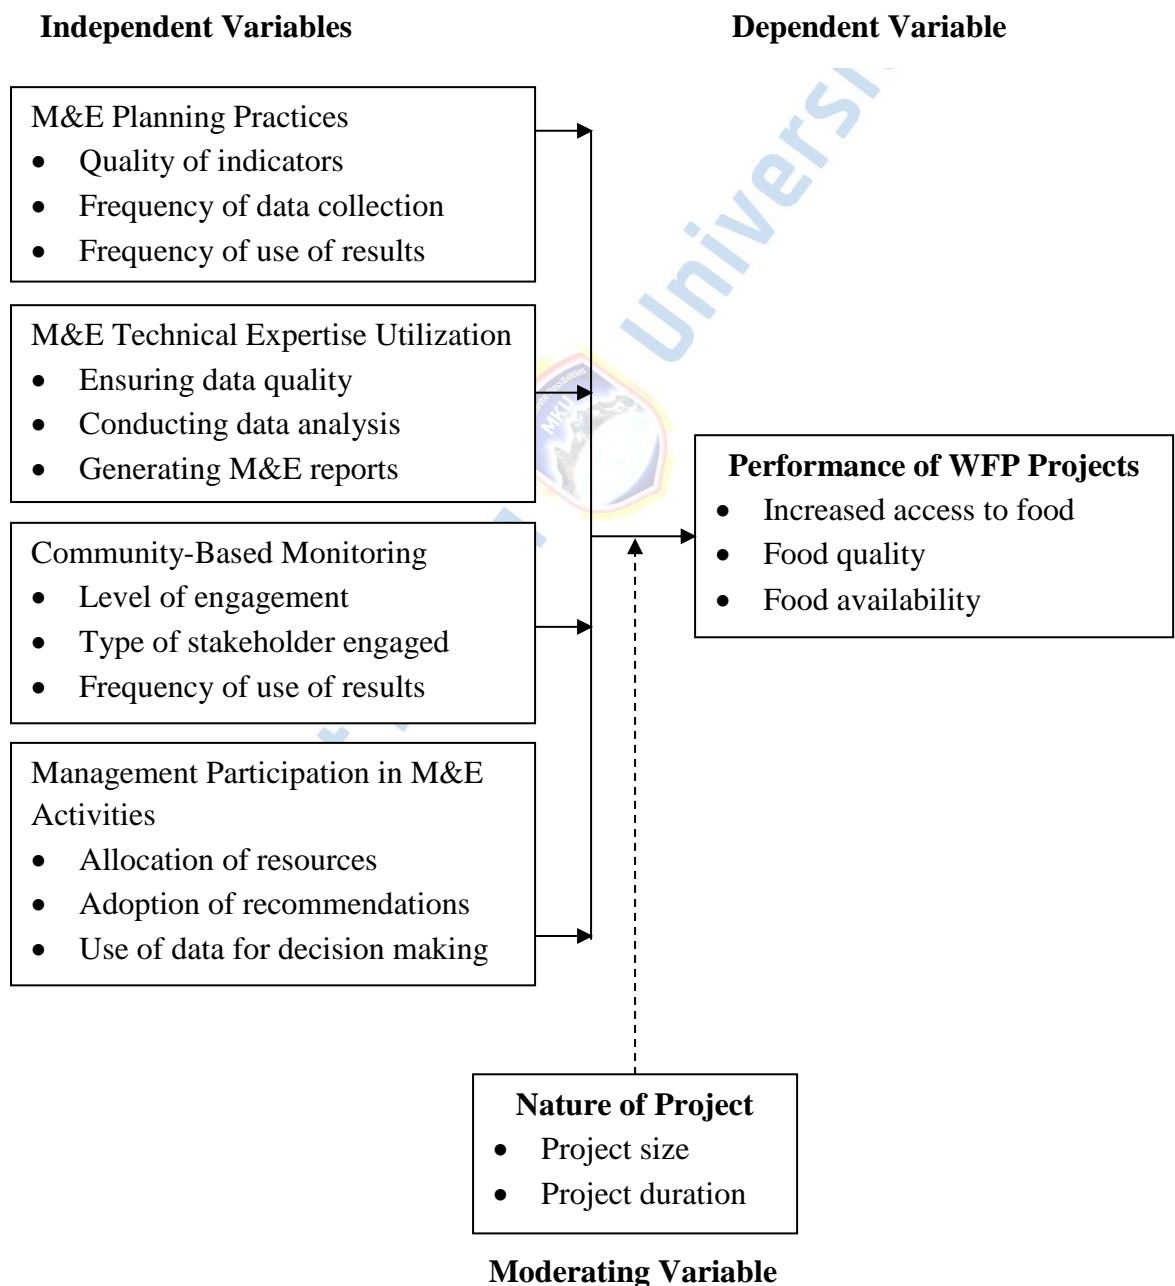 Independent Variables
Dependent Variable
M&E Planning Practices
• Quality of indicators
• Frequency of data collection
• Frequency of use of results
M&E Technical Expertise Utilization
• Ensuring data quality
• Conducting data analysis
• Generating M&E reports
Community-Based Monitoring
• Level of engagement
• Type of stakeholder engaged
• Frequency of use of results
Management Participation in M&E
Activities
• Allocation of resources
• Adoption of recommendations
• Use of data for decision making
Performance of WFP Projects
• Increased access to food
• Food quality
• Food availability
Nature of Project
• Project size
• Project duration
Moderating Variable
MKU